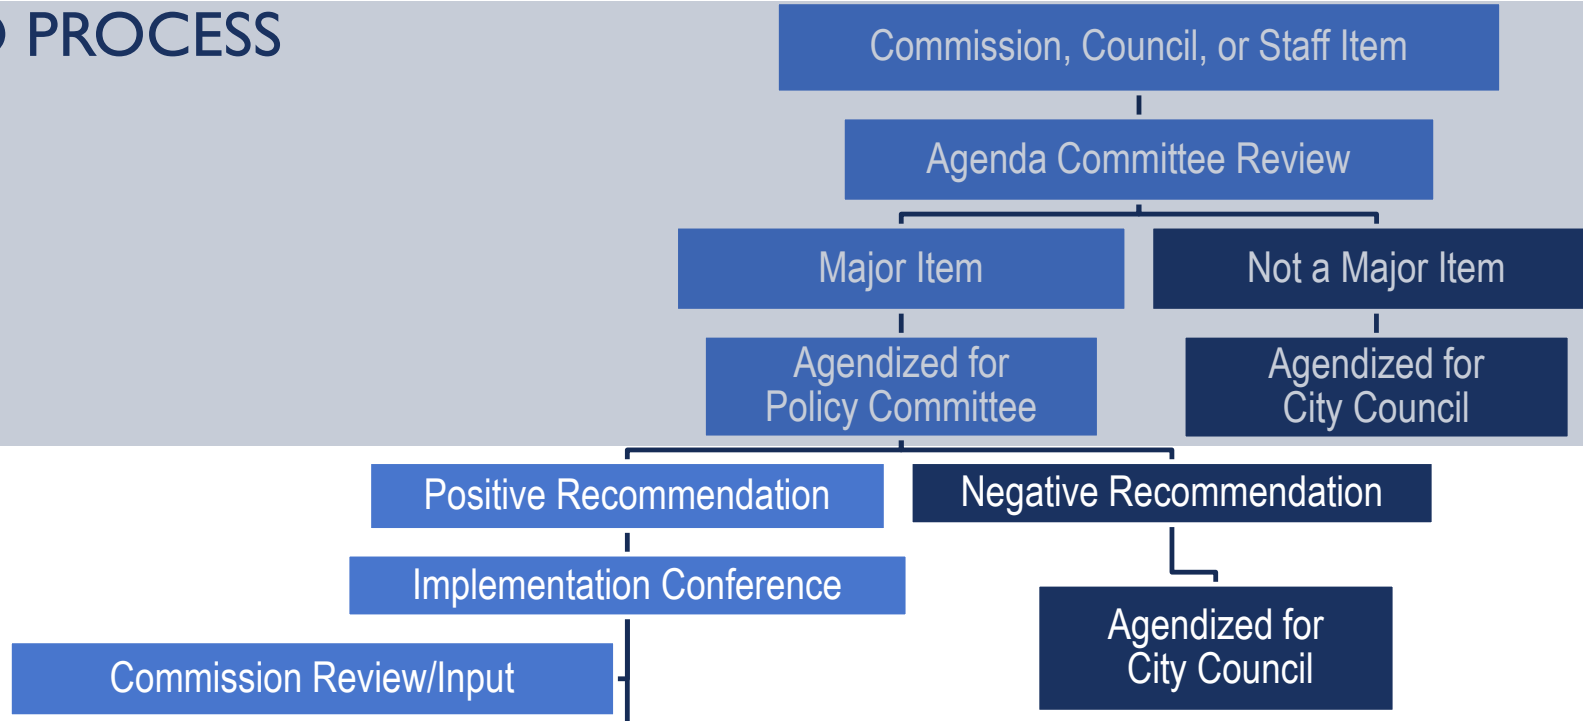 PROCESS
Commission, Council, or Staff Item
Agenda Committee Review
Major Item
Not a Major Item
Agendized for
Policy Committee
Agendized for
City Council
Positive Recommendation
Negative Recommendation
Implementation Conference
Agendized for
City Council
Commission Review/Input